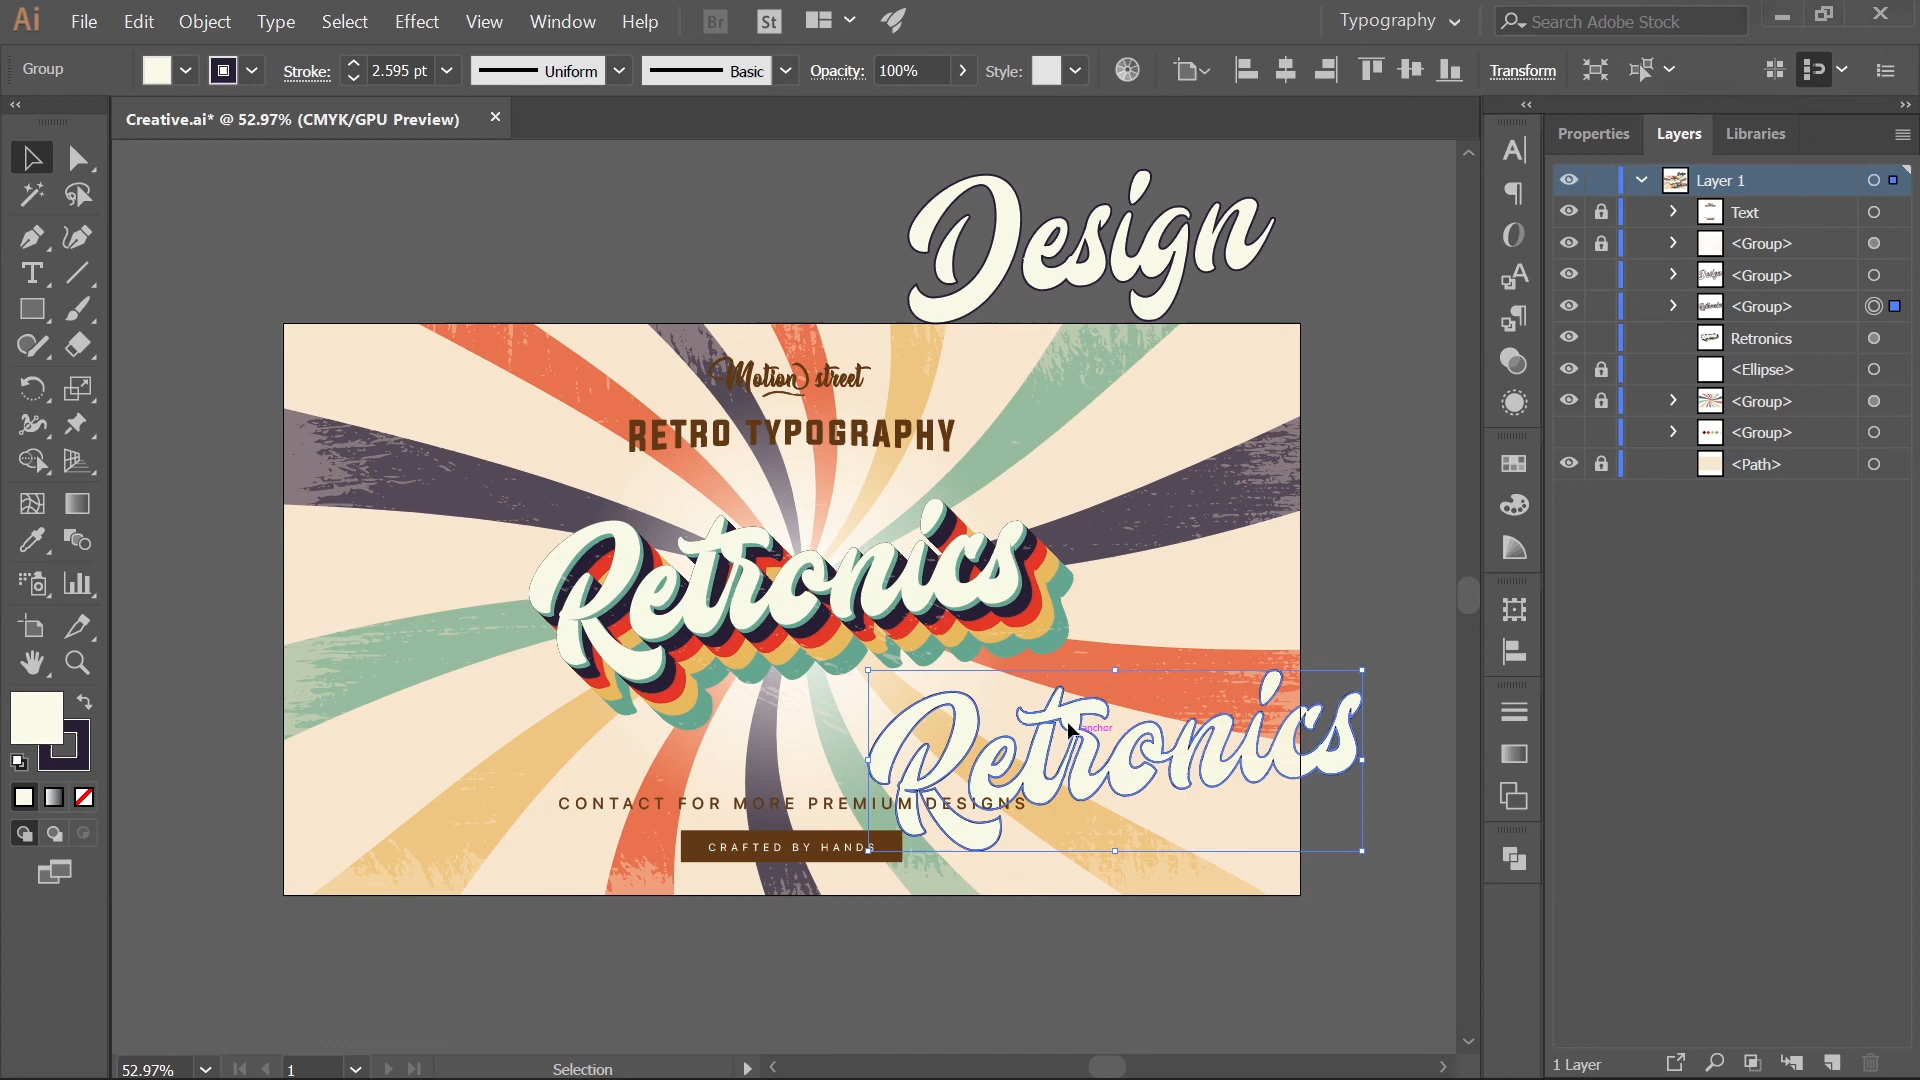 Ai File Edit Object Type Select Effect View Window Help Br St Typography Search Adobe Stock
Group Stroke: 2.595 pt Uniform Basic Opacity: 100% Style: Transform
Creative.ai* @ 52.97% (CMYK/GPU Preview)
Properties Layers Libraries
Layer 1
Text
<Group>
<Group>
<Group>
Retronics
<Ellipse>
<Group>
<Group>
<Path>
Design
Motion street
RETRO TYPOGRAPHY
Retronics
Retronics
anchor
CONTACT FOR MORE PREMIUM DESIGNS
CRAFTED BY HANDS
52.97% 1 Selection
1 Layer